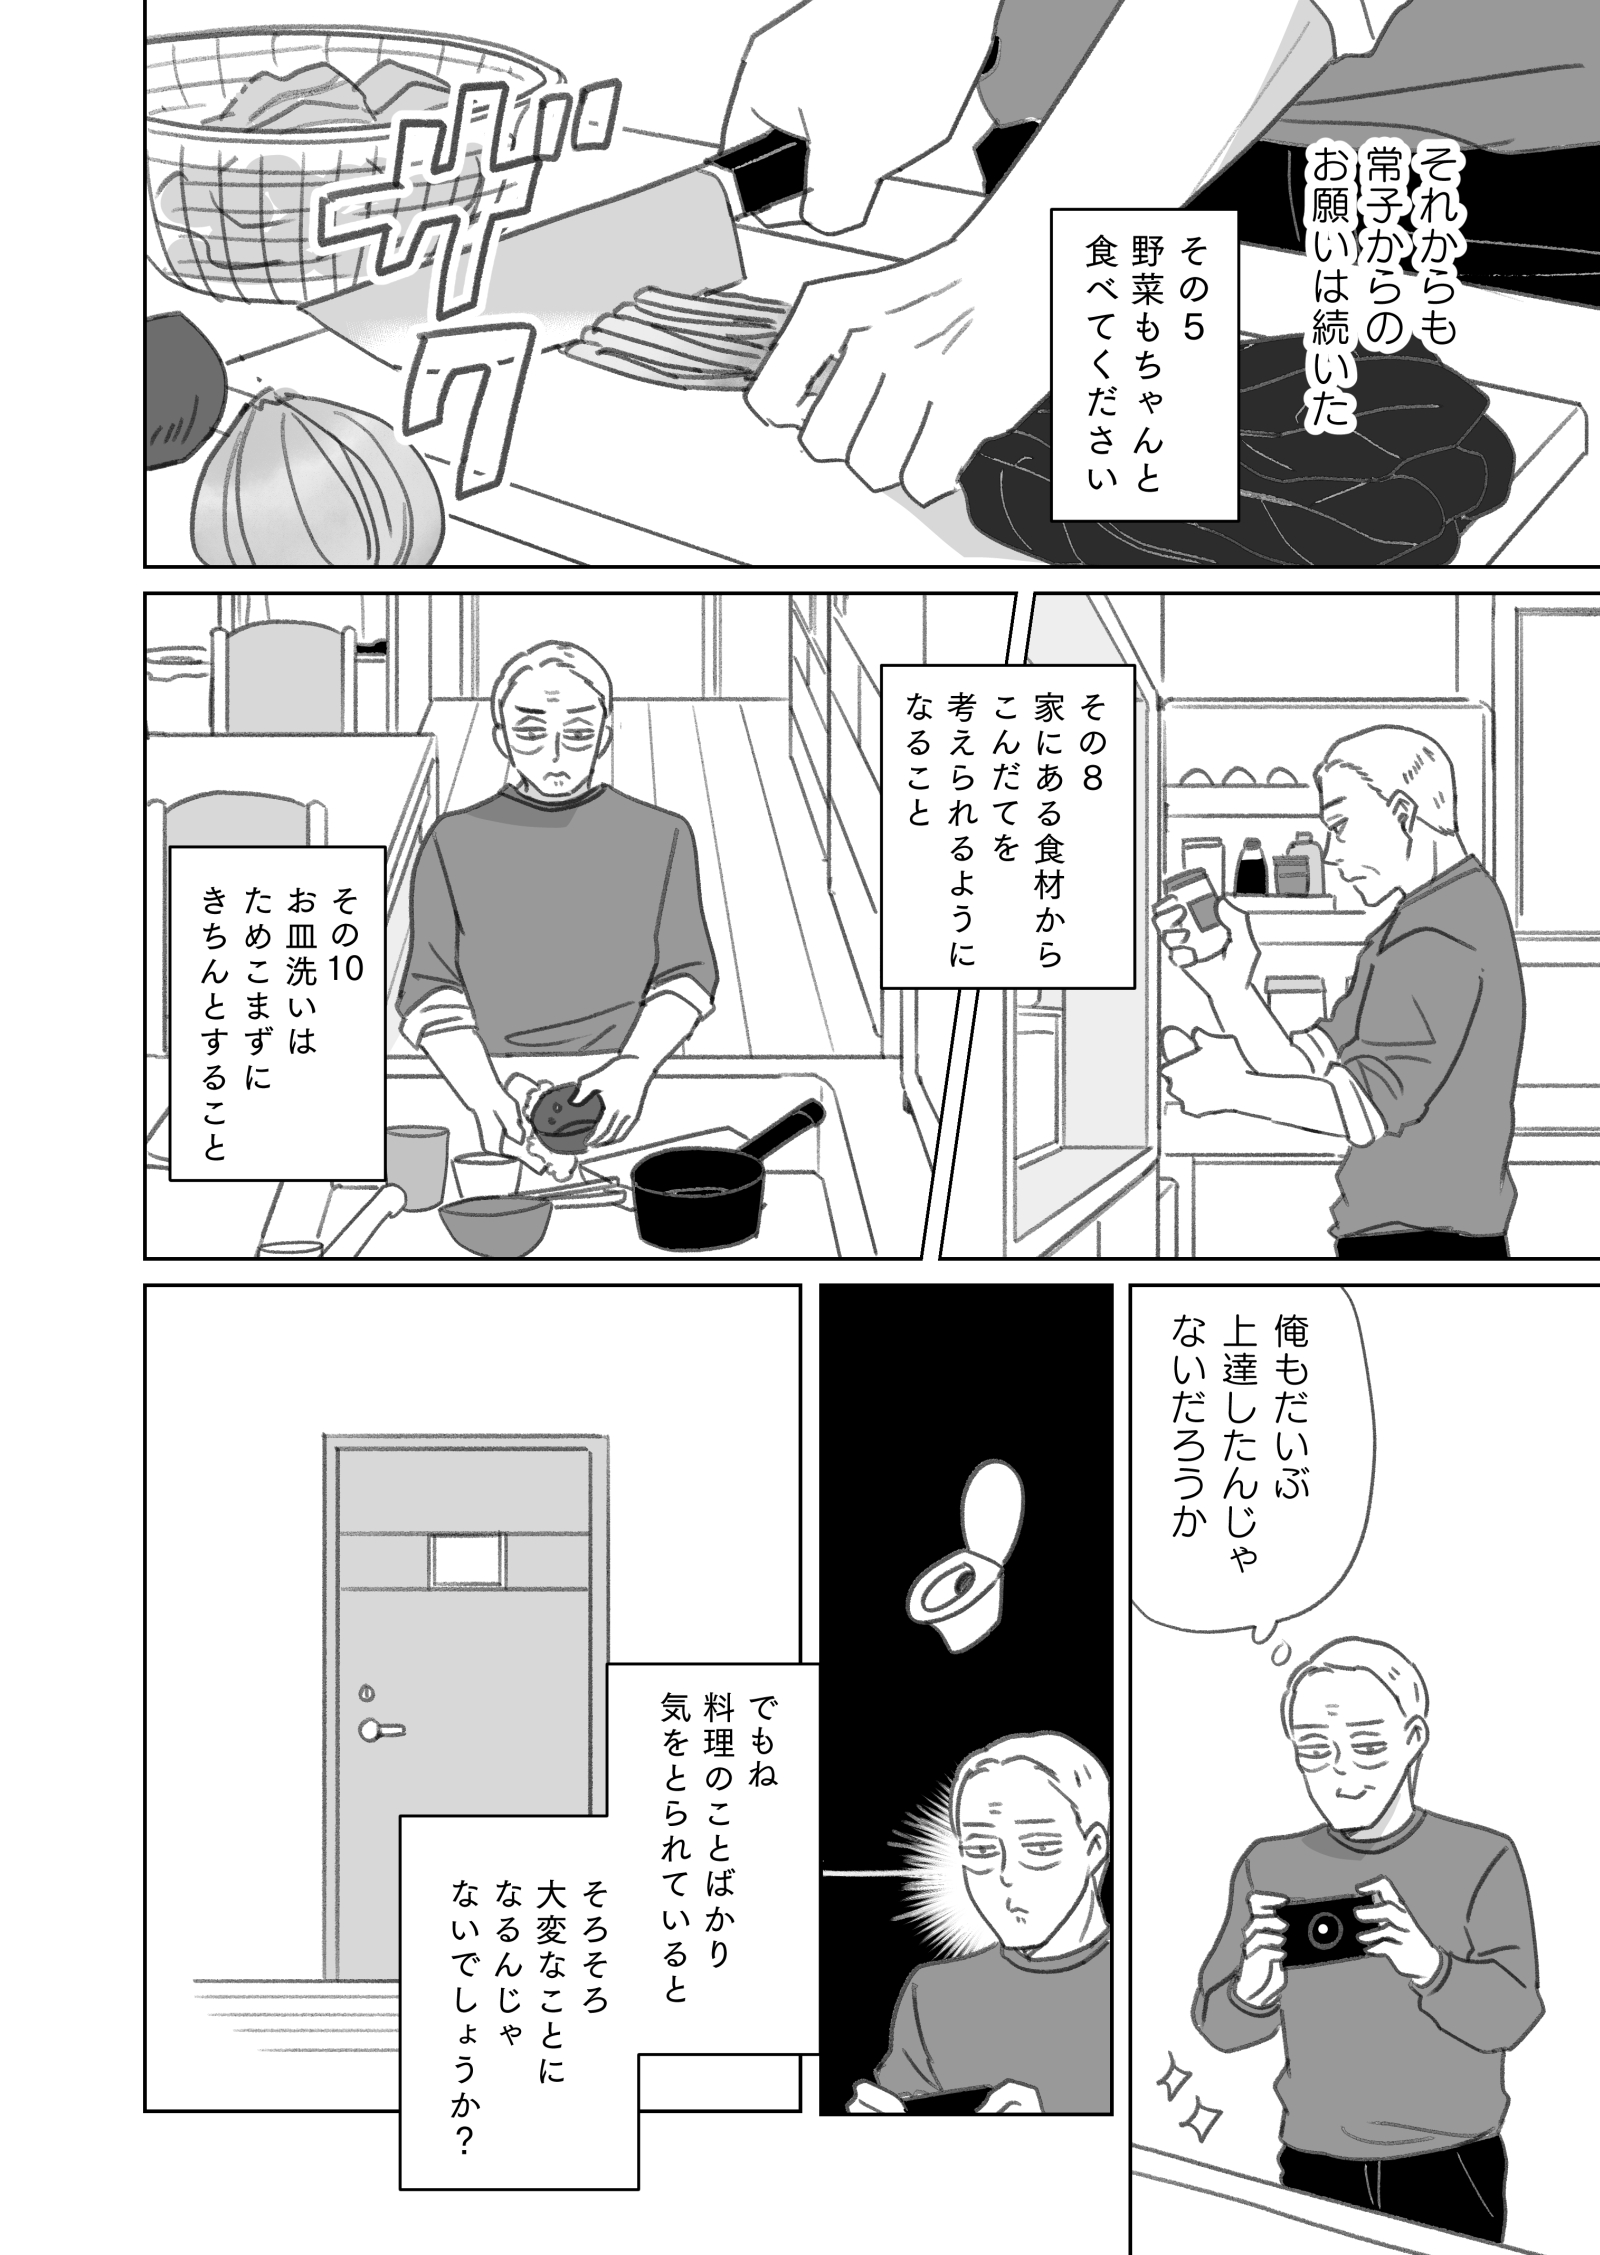 それからも
常子からの
お願いは続いた
その5
野菜もちゃんと
食べてください
ザクッ
その8
家にある食材から
こんだてを
考えられるように
なること
その10
お皿洗いは
ためこまずに
きちんとすること
俺もだいぶ
上達したんじゃ
ないだろうか
でもね
料理のことばかり
気をとられていると
そろそろ
大変なことに
なるんじゃ
ないでしょうか?